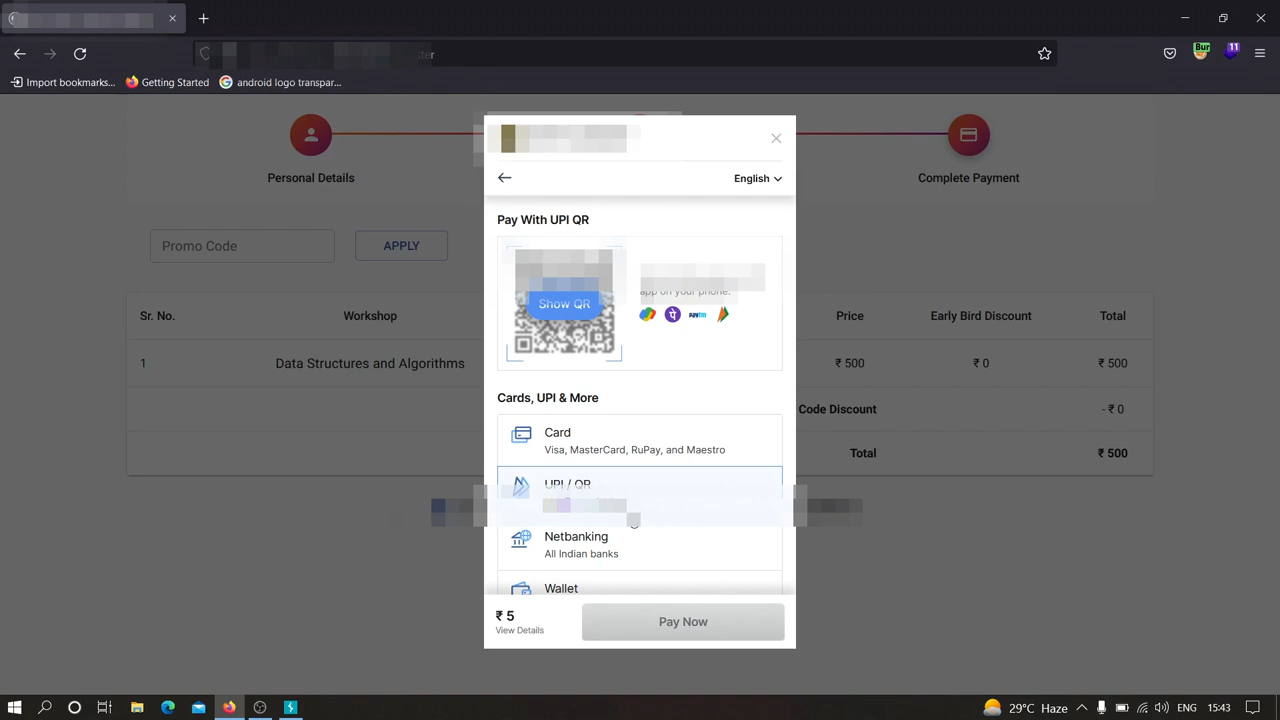 ter
Bur
11
Import bookmarks...
Getting Started
android logo transpar...
Personal Details
Complete Payment
English
Promo Code
APPLY
Pay With UPI QR
Show QR
app on your phone.
paytm
Sr. No.
Workshop
Price
Early Bird Discount
Total
1
Data Structures and Algorithms
₹ 500
₹ 0
₹ 500
Code Discount
- ₹ 0
Total
₹ 500
Cards, UPI & More
Card
Visa, MasterCard, RuPay, and Maestro
UPI / QR
Netbanking
All Indian banks
Wallet
₹ 5
View Details
Pay Now
29°C Haze
ENG
15:43